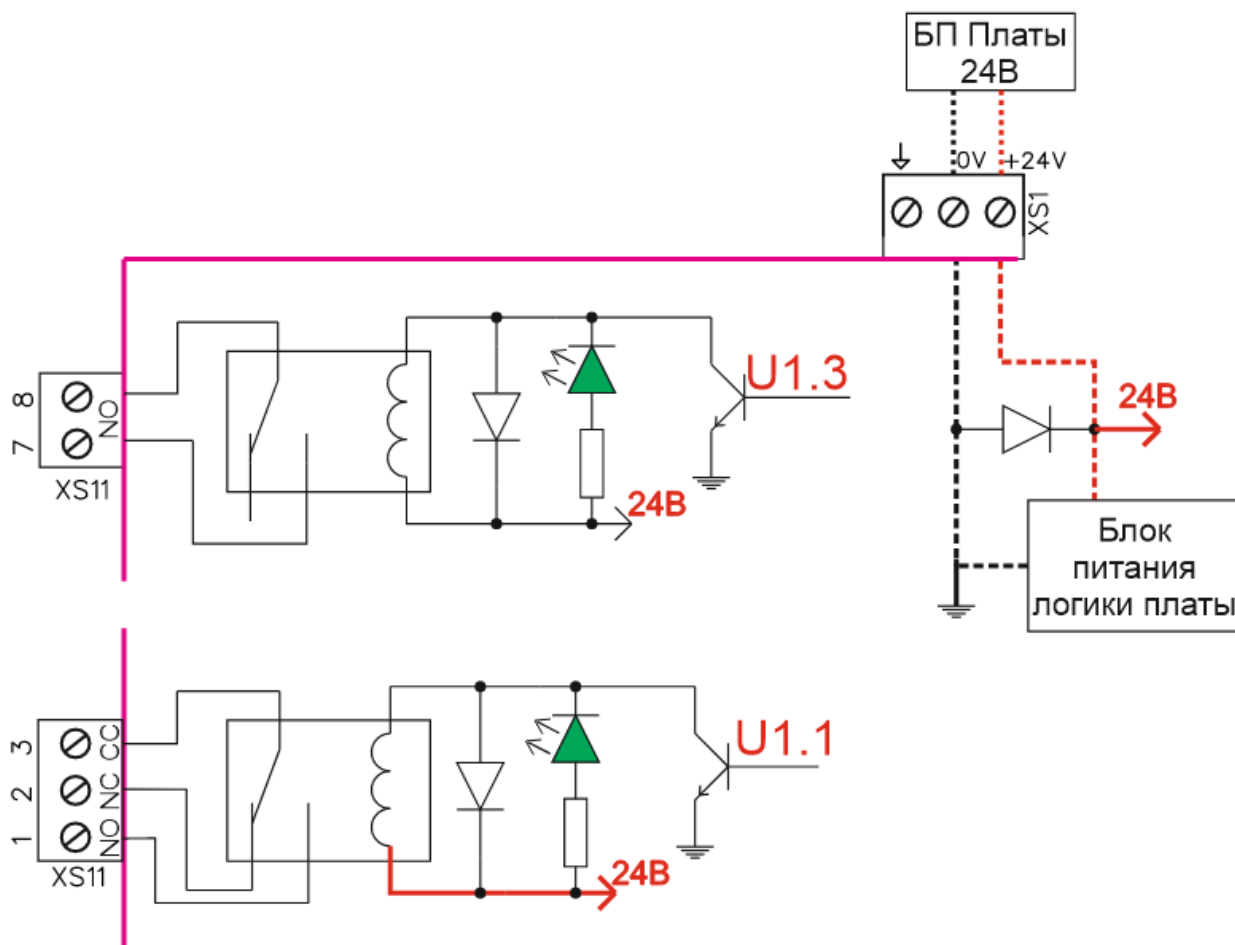 БП Платы
24В
0V
+24V
XS1
8
7
NO
XS11
U1.3
24В
24В
Блок
питания
логики платы
3
2
1
CC
NC
NO
XS11
U1.1
24В